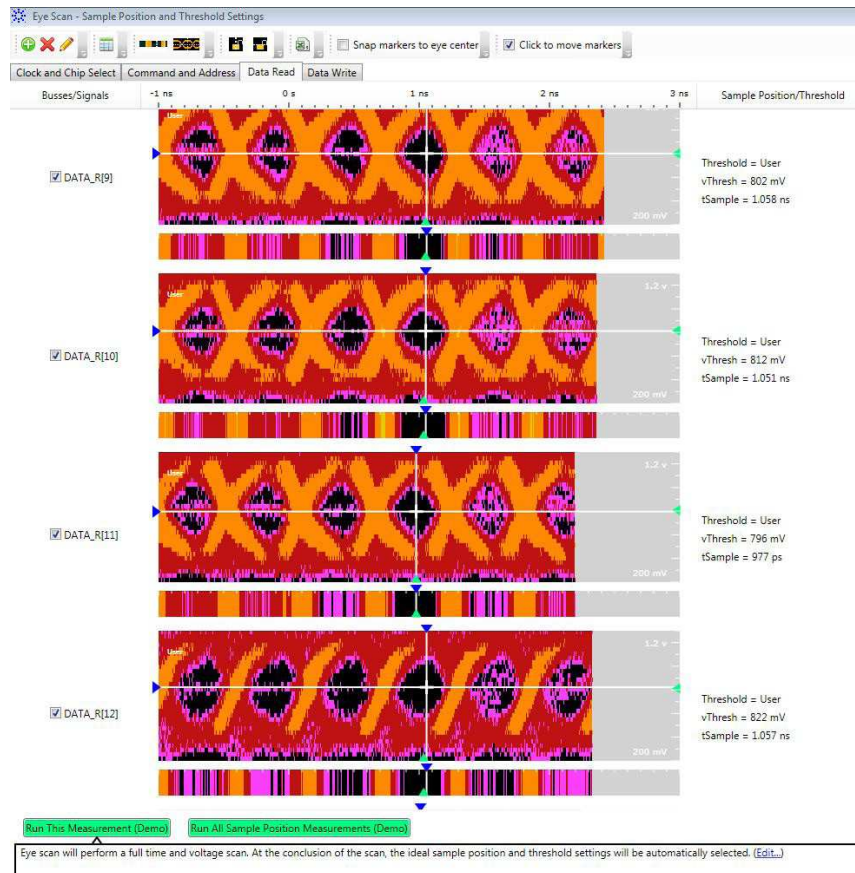 Eye Scan - Sample Position and Threshold Settings
Snap markers to eye center
Click to move markers
Clock and Chip Select
Command and Address
Data Read
Data Write
Busses/Signals
-1 ns
0 s
1 ns
2 ns
3 ns
Sample Position/Threshold
User
DATA_R[9]
200 mV
Threshold = User
vThresh = 802 mV
tSample = 1.058 ns
User
1.2 v
DATA_R[10]
200 mV
Threshold = User
vThresh = 812 mV
tSample = 1.051 ns
User
1.2 v
DATA_R[11]
200 mV
Threshold = User
vThresh = 796 mV
tSample = 977 ps
User
1.2 v
DATA_R[12]
200 mV
Threshold = User
vThresh = 822 mV
tSample = 1.057 ns
Run This Measurement (Demo)
Run All Sample Position Measurements (Demo)
Eye scan will perform a full time and voltage scan. At the conclusion of the scan, the ideal sample position and threshold settings will be automatically selected. (Edit...)